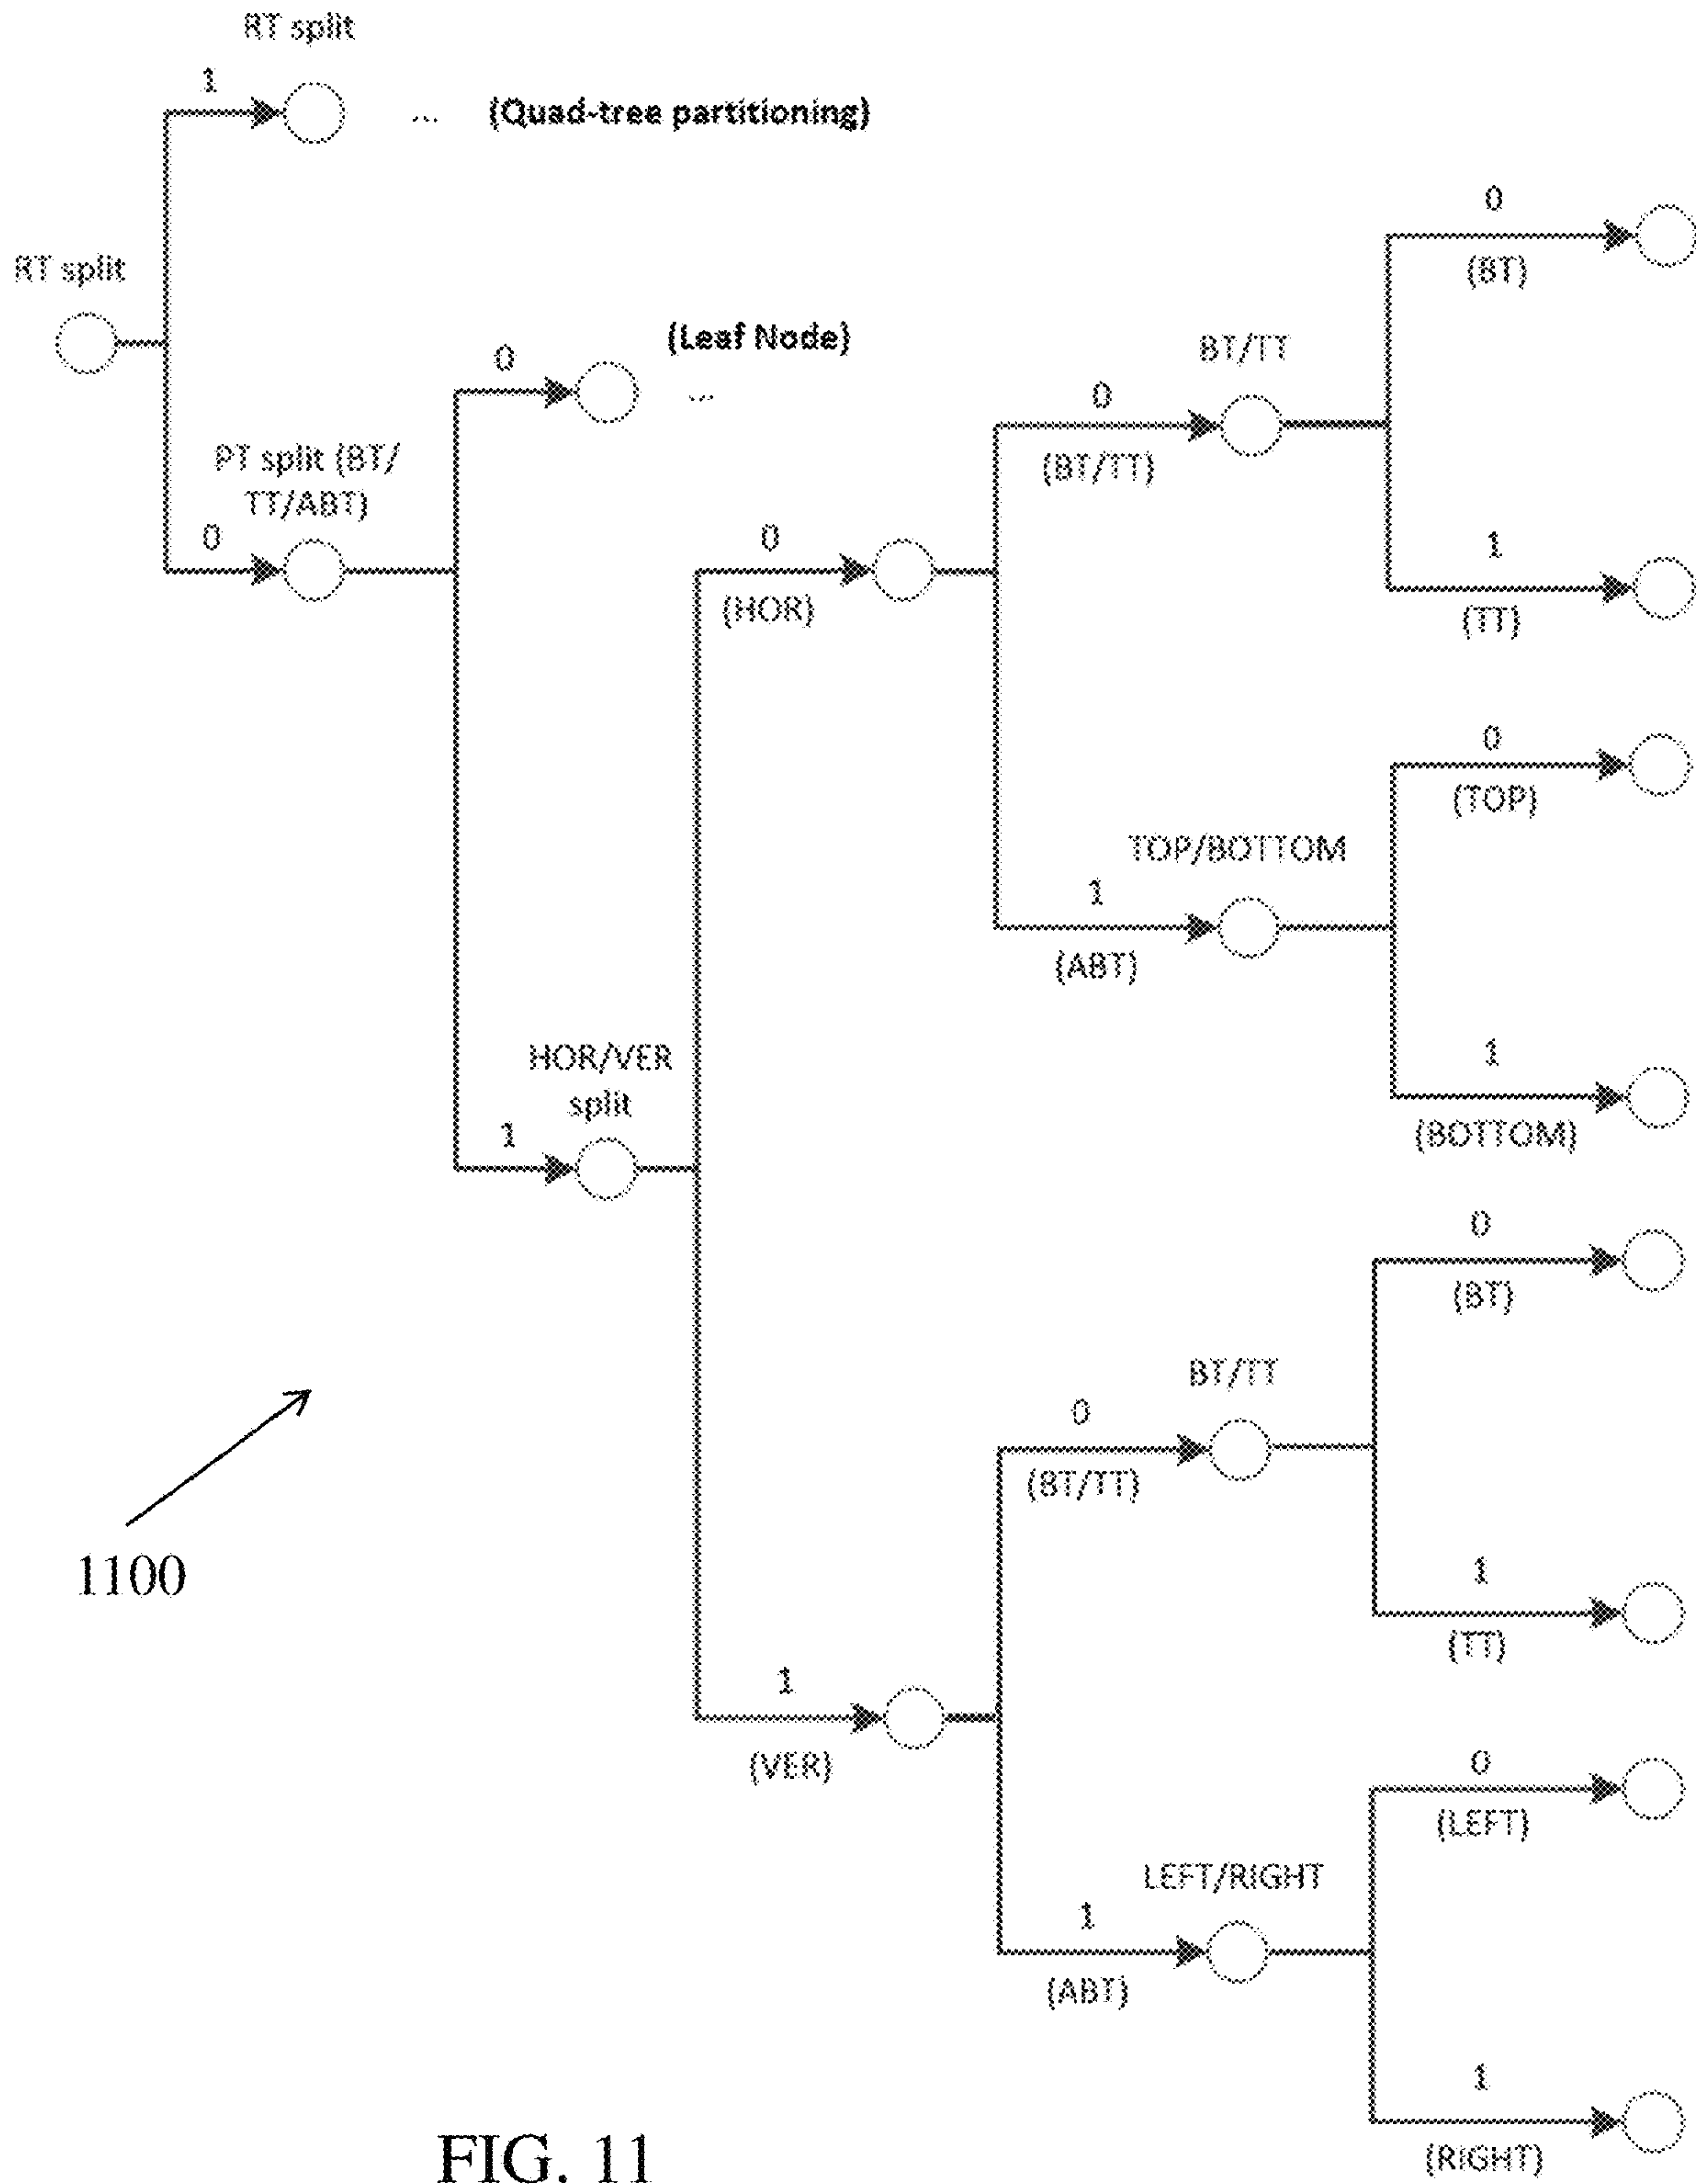 RT split
1
... (Quad-tree partitioning)
RT split
0
(BT)
(Leaf Node)
0
...
BT/TT
0
(BT/TT)
PT split (BT/
TT/ABT)
0
0
(HOR)
1
(TT)
0
(TOP)
TOP/BOTTOM
1
(ABT)
HOR/VER
split
1
1
(BOTTOM)
0
(BT)
BT/TT
0
(BT/TT)
1100
1
(TT)
1
(VER)
0
(LEFT)
LEFT/RIGHT
1
(ABT)
1
(RIGHT)
FIG. 11